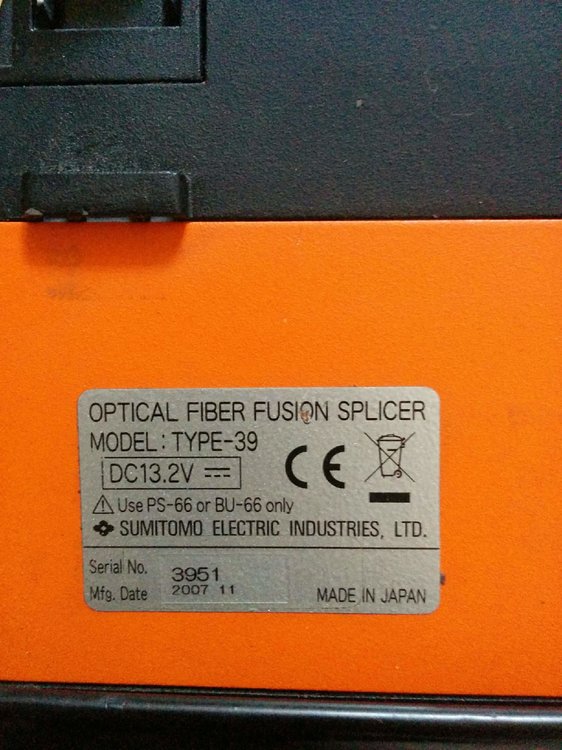 OPTICAL FIBER FUSION SPLICER
MODEL : TYPE-39
DC13.2V
CE
Use PS-66 or BU-66 only
SUMITOMO ELECTRIC INDUSTRIES, LTD.
Serial No. 3951
Mfg. Date 2007 11
MADE IN JAPAN